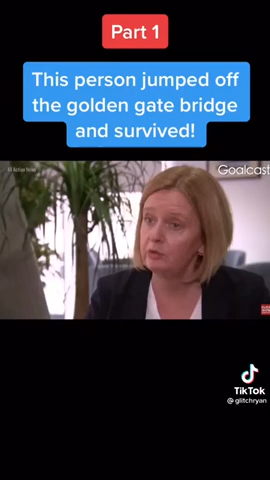 Part 1
This person jumped off
the golden gate bridge
and survived!
Goalcast
TikTok
@glitchryan